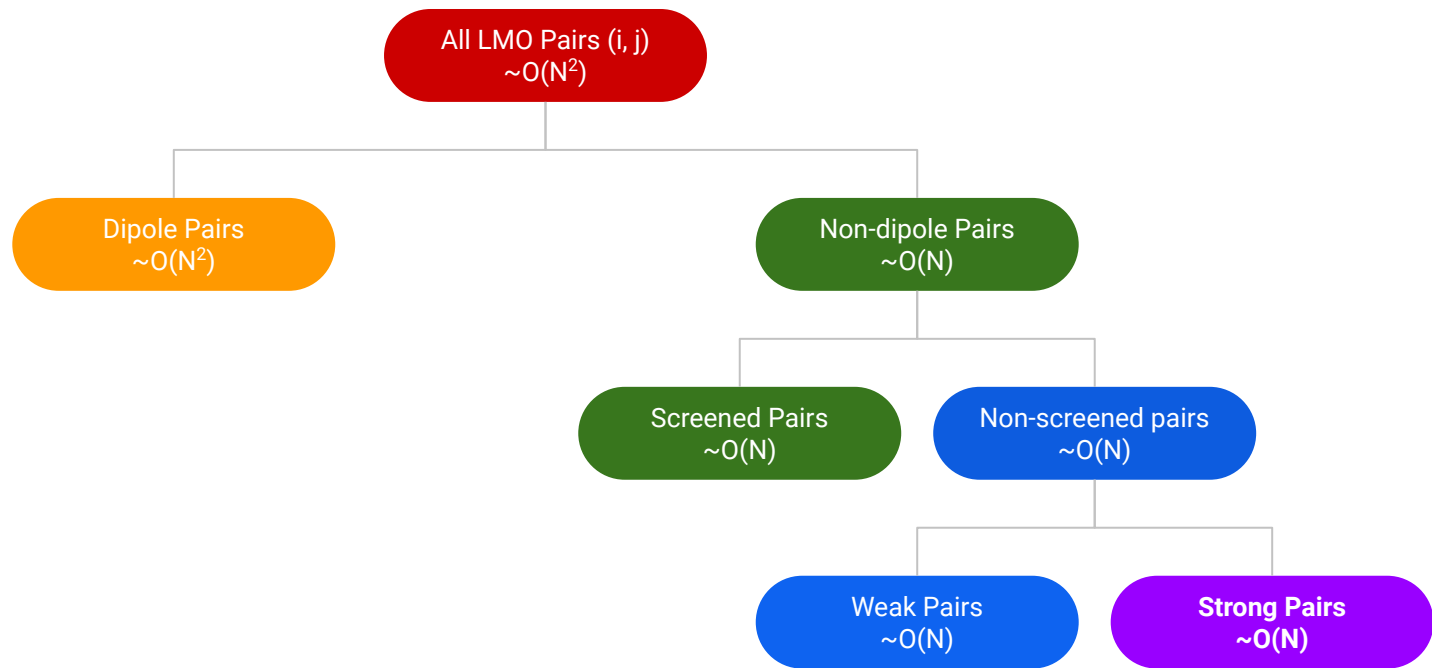 All LMO Pairs (i, j)
~O(N²)
Dipole Pairs
~O(N²)
Non-dipole Pairs
~O(N)
Screened Pairs
~O(N)
Non-screened pairs
~O(N)
Weak Pairs
~O(N)
Strong Pairs
~O(N)